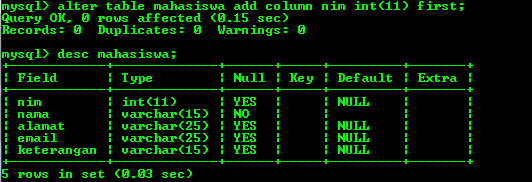 mysql> alter table mahasiswa add column nim int(11) first;
Query OK, 0 rows affected (0.15 sec)
Records: 0  Duplicates: 0  Warnings: 0
mysql> desc mahasiswa;
+------------+-------------+------+-----+---------+-------+
| Field      | Type        | Null | Key | Default | Extra |
+------------+-------------+------+-----+---------+-------+
| nim        | int(11)     | YES  |     | NULL    |       |
| nama       | varchar(15) | NO   |     |         |       |
| alamat     | varchar(25) | YES  |     | NULL    |       |
| email      | varchar(25) | YES  |     | NULL    |       |
| keterangan | varchar(15) | YES  |     | NULL    |       |
+------------+-------------+------+-----+---------+-------+
5 rows in set (0.03 sec)